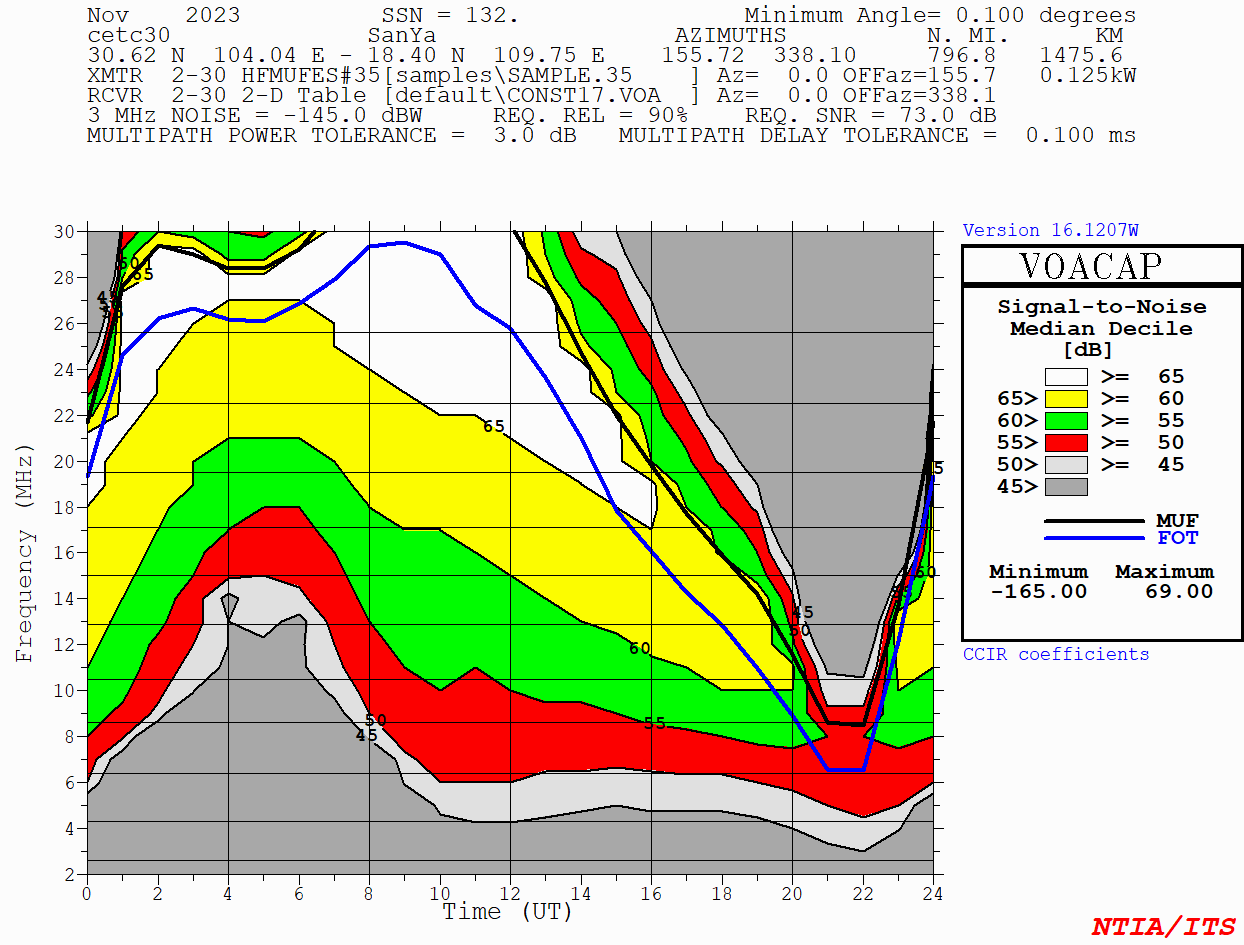 Nov    2023          SSN = 132.                Minimum Angle= 0.100 degrees
cetc30              SanYa                 AZIMUTHS          N. MI.      KM
30.62 N  104.04 E - 18.40 N  109.75 E    155.72  338.10     796.8   1475.6
XMTR  2-30 HFMUFES#35[samples\SAMPLE.35    ] Az=  0.0 OFFaz=155.7   0.125kW
RCVR  2-30 2-D Table [default\CONST17.VOA  ] Az=  0.0 OFFaz=338.1
3 MHz NOISE = -145.0 dBW     REQ. REL = 90%    REQ. SNR = 73.0 dB
MULTIPATH POWER TOLERANCE =  3.0 dB   MULTIPATH DELAY TOLERANCE =  0.100 ms
Version 16.1207W
VOACAP
Signal-to-Noise
Median Decile
[dB]
>= 65
65> >= 60
60> >= 55
55> >= 50
50> >= 45
45>
MUF
FOT
Minimum Maximum
-165.00 69.00
CCIR coefficients
Frequency (MHz)
30
28
26
24
22
20
18
16
14
12
10
8
6
4
2
65
65
60
55
50
45
45
50
60
0 2 4 6 8 10 12 14 16 18 20 22 24
Time (UT)
NTIA/ITS